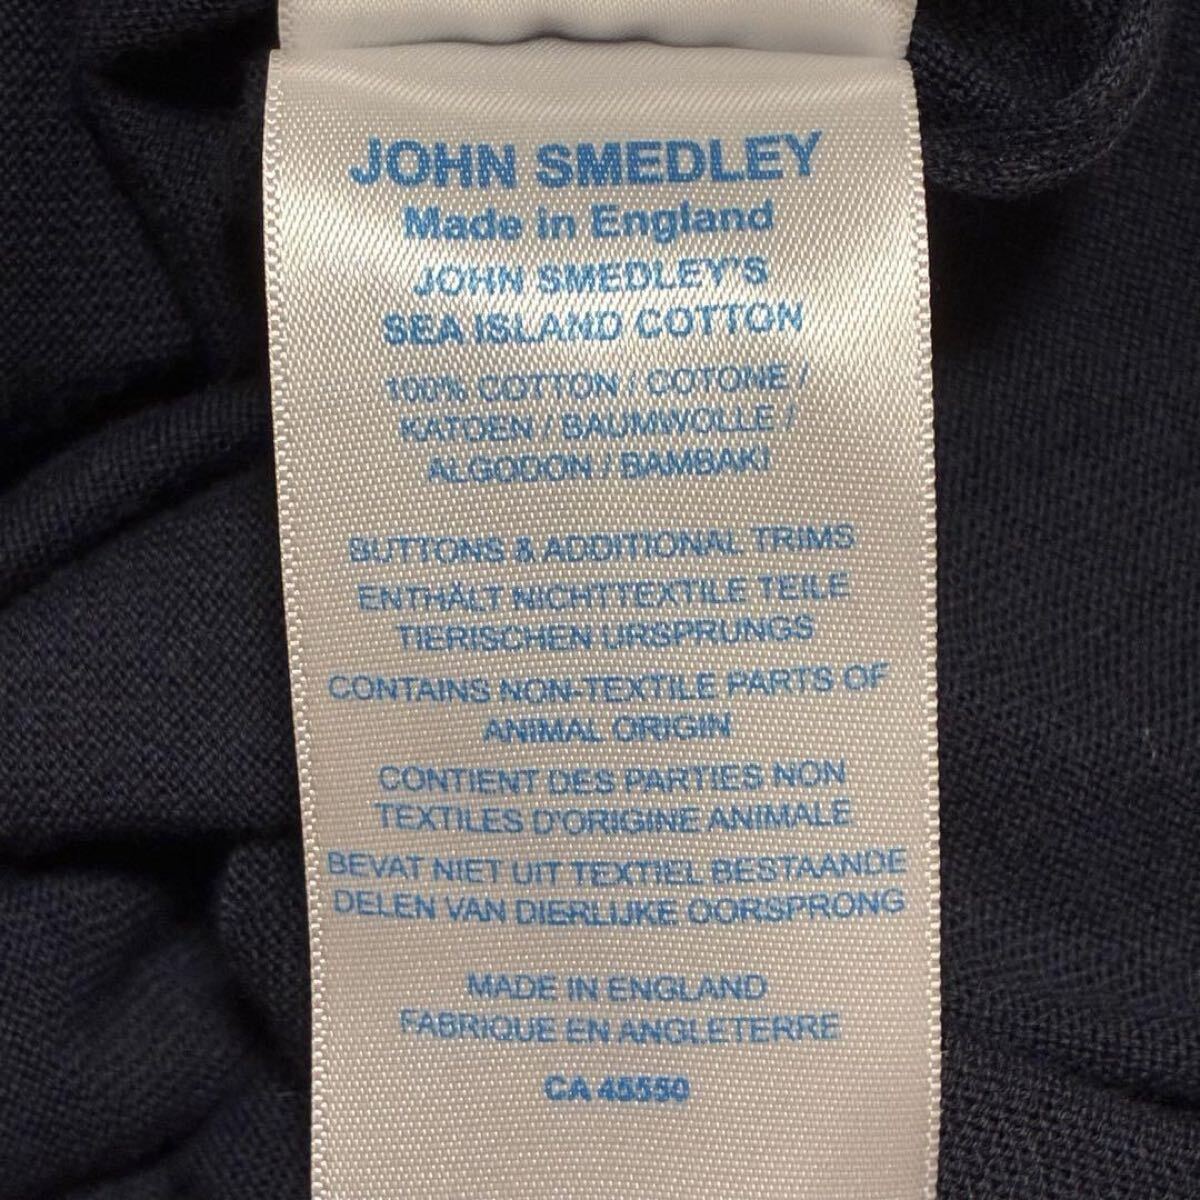 JOHN SMEDLEY
Made in England
JOHN SMEDLEY'S
SEA ISLAND COTTON
100% COTTON / COTONE /
KATOEN / BAUMWOLLE /
ALGODON / BAMBAKI
BUTTONS & ADDITIONAL TRIMS
ENTHÄLT NICHTTEXTILE TEILE
TIERISCHEN URSPRUNGS
CONTAINS NON-TEXTILE PARTS OF
ANIMAL ORIGIN
CONTIENT DES PARTIES NON
TEXTILES D'ORIGINE ANIMALE
BEVAT NIET UIT TEXTIEL BESTAANDE
DELEN VAN DIERLIJKE OORSPRONG
MADE IN ENGLAND
FABRIQUE EN ANGLETERRE
CA 45550